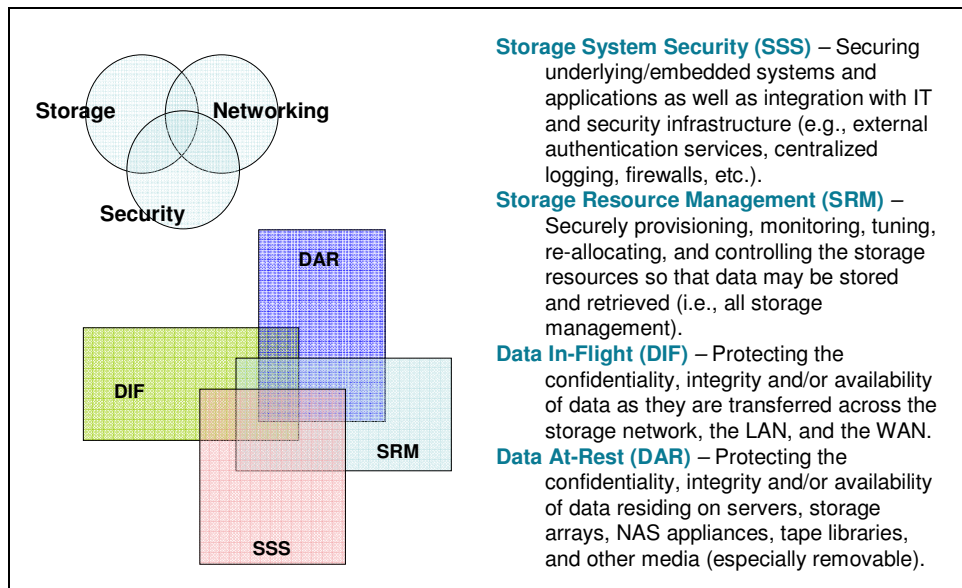 Storage
Networking
Security
DAR
DIF
SRM
SSS
Storage System Security (SSS) – Securing
underlying/embedded systems and
applications as well as integration with IT
and security infrastructure (e.g., external
authentication services, centralized
logging, firewalls, etc.).
Storage Resource Management (SRM) –
Securely provisioning, monitoring, tuning,
re-allocating, and controlling the storage
resources so that data may be stored
and retrieved (i.e., all storage
management).
Data In-Flight (DIF) – Protecting the
confidentiality, integrity and/or availability
of data as they are transferred across the
storage network, the LAN, and the WAN.
Data At-Rest (DAR) – Protecting the
confidentiality, integrity and/or availability
of data residing on servers, storage
arrays, NAS appliances, tape libraries,
and other media (especially removable).